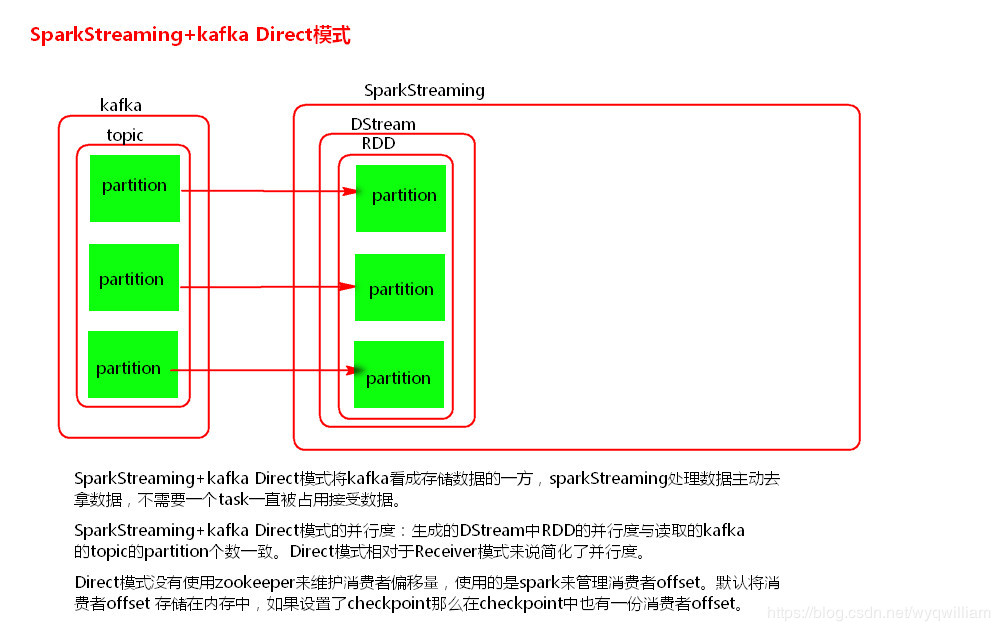 SparkStreaming+kafka Direct模式
SparkStreaming
kafka
DStream
topic
RDD
partition
partition
partition
partition
partition
partition
SparkStreaming+kafka Direct模式将kafka看成存储数据的一方，sparkStreaming处理数据主动去
拿数据，不需要一个task一直被占用接受数据。
SparkStreaming+kafka Direct模式的并行度：生成的DStream中RDD的并行度与读取的kafka
的topic的partition个数一致。Direct模式相对于Receiver模式来说简化了并行度。
Direct模式没有使用zookeeper来维护消费者偏移量，使用的是spark来管理消费者offset。默认将消
费者offset 存储在内存中，如果设置了checkpoint那么在checkpoint中也有一份消费者offset。
https://blog.csdn.net/wyqwilliam